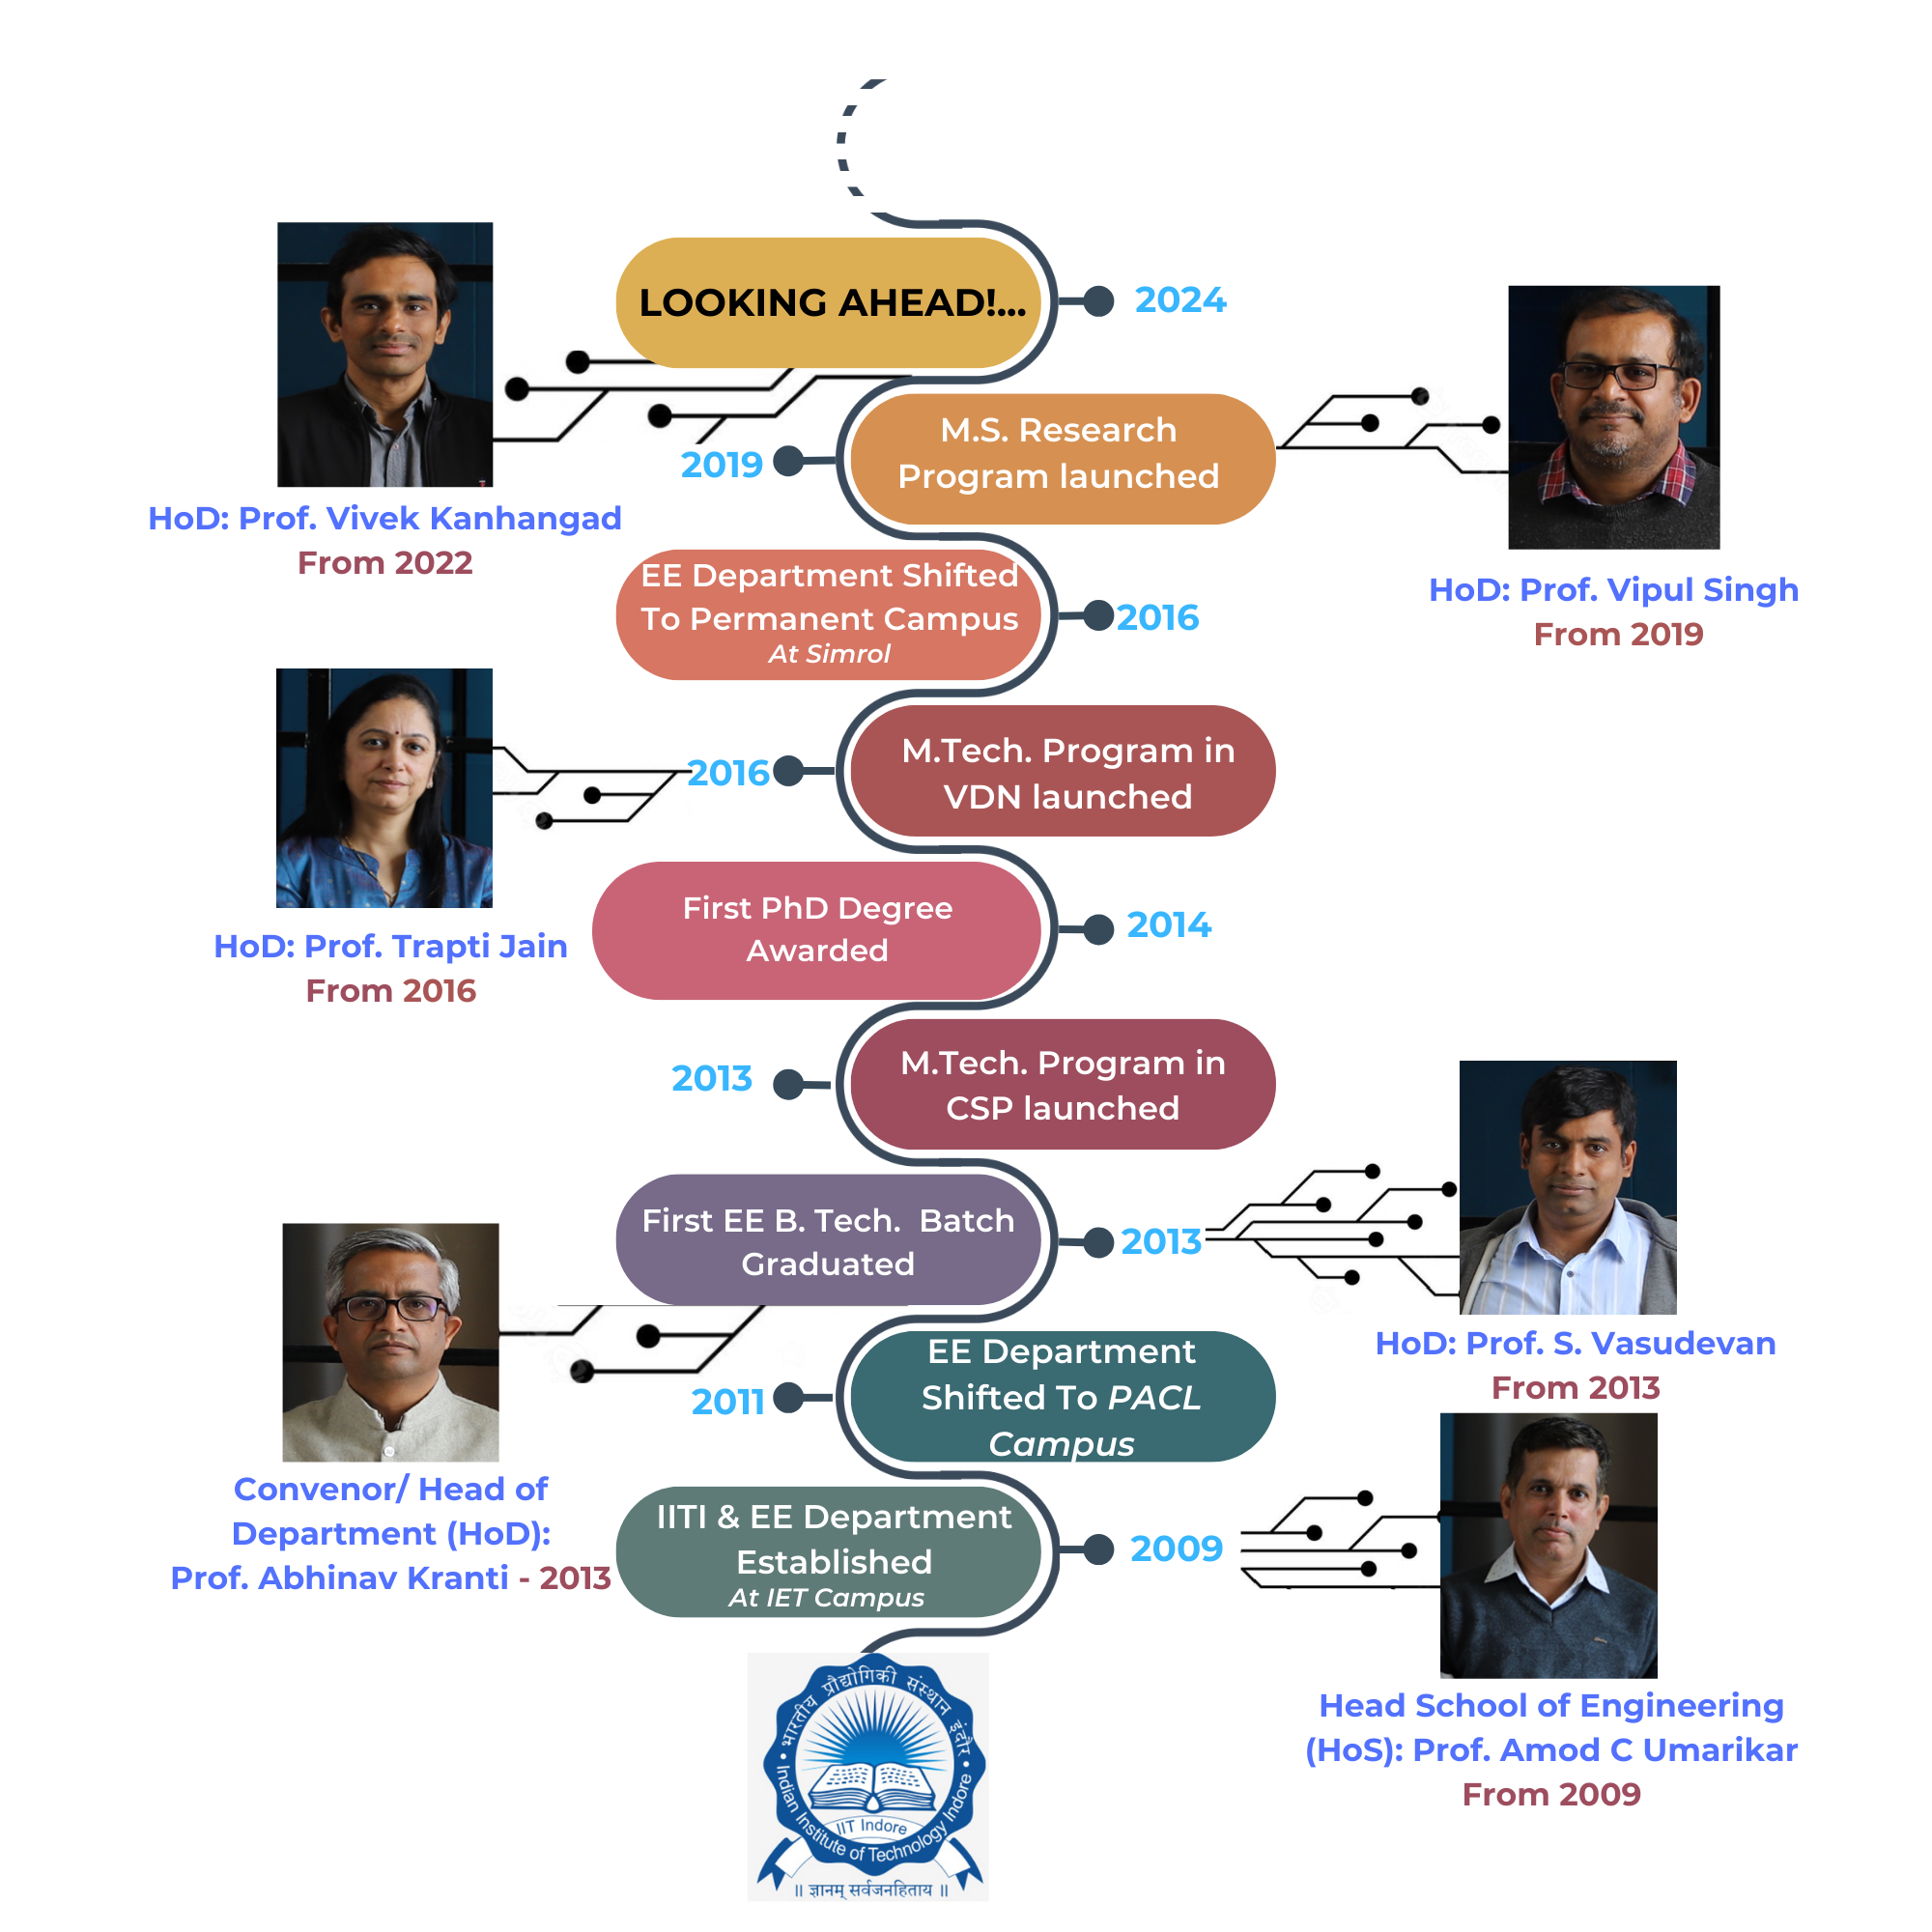 LOOKING AHEAD!...
2024
HoD: Prof. Vivek Kanhangad
From 2022
M.S. Research
Program launched
2019
HoD: Prof. Vipul Singh
From 2019
EE Department Shifted
To Permanent Campus
At Simrol
2016
M.Tech. Program in
VDN launched
2016
HoD: Prof. Trapti Jain
From 2016
First PhD Degree
Awarded
2014
M.Tech. Program in
CSP launched
2013
First EE B. Tech. Batch
Graduated
2013
HoD: Prof. S. Vasudevan
From 2013
EE Department
Shifted To PACL
Campus
2011
Convenor/ Head of
Department (HoD):
Prof. Abhinav Kranti - 2013
IITI & EE Department
Established
At IET Campus
2009
Head School of Engineering
(HoS): Prof. Amod C Umarikar
From 2009
भारतीय प्रौद्योगिकी संस्थान इंदौर
Indian Institute of Technology Indore
IIT Indore
॥ ज्ञानम् सर्वजनहिताय ॥